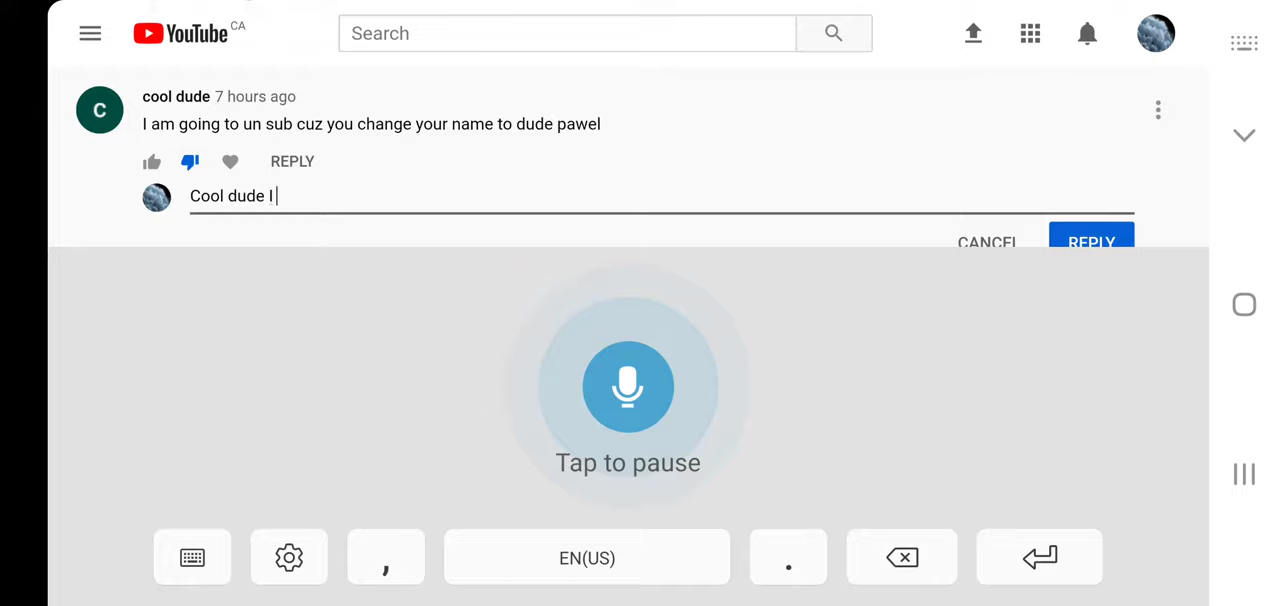 YouTube CA
Search
cool dude 7 hours ago
C
I am going to un sub cuz you change your name to dude pawel
REPLY
Cool dude I
CANCEL
REPLY
Tap to pause
,
EN(US)
.